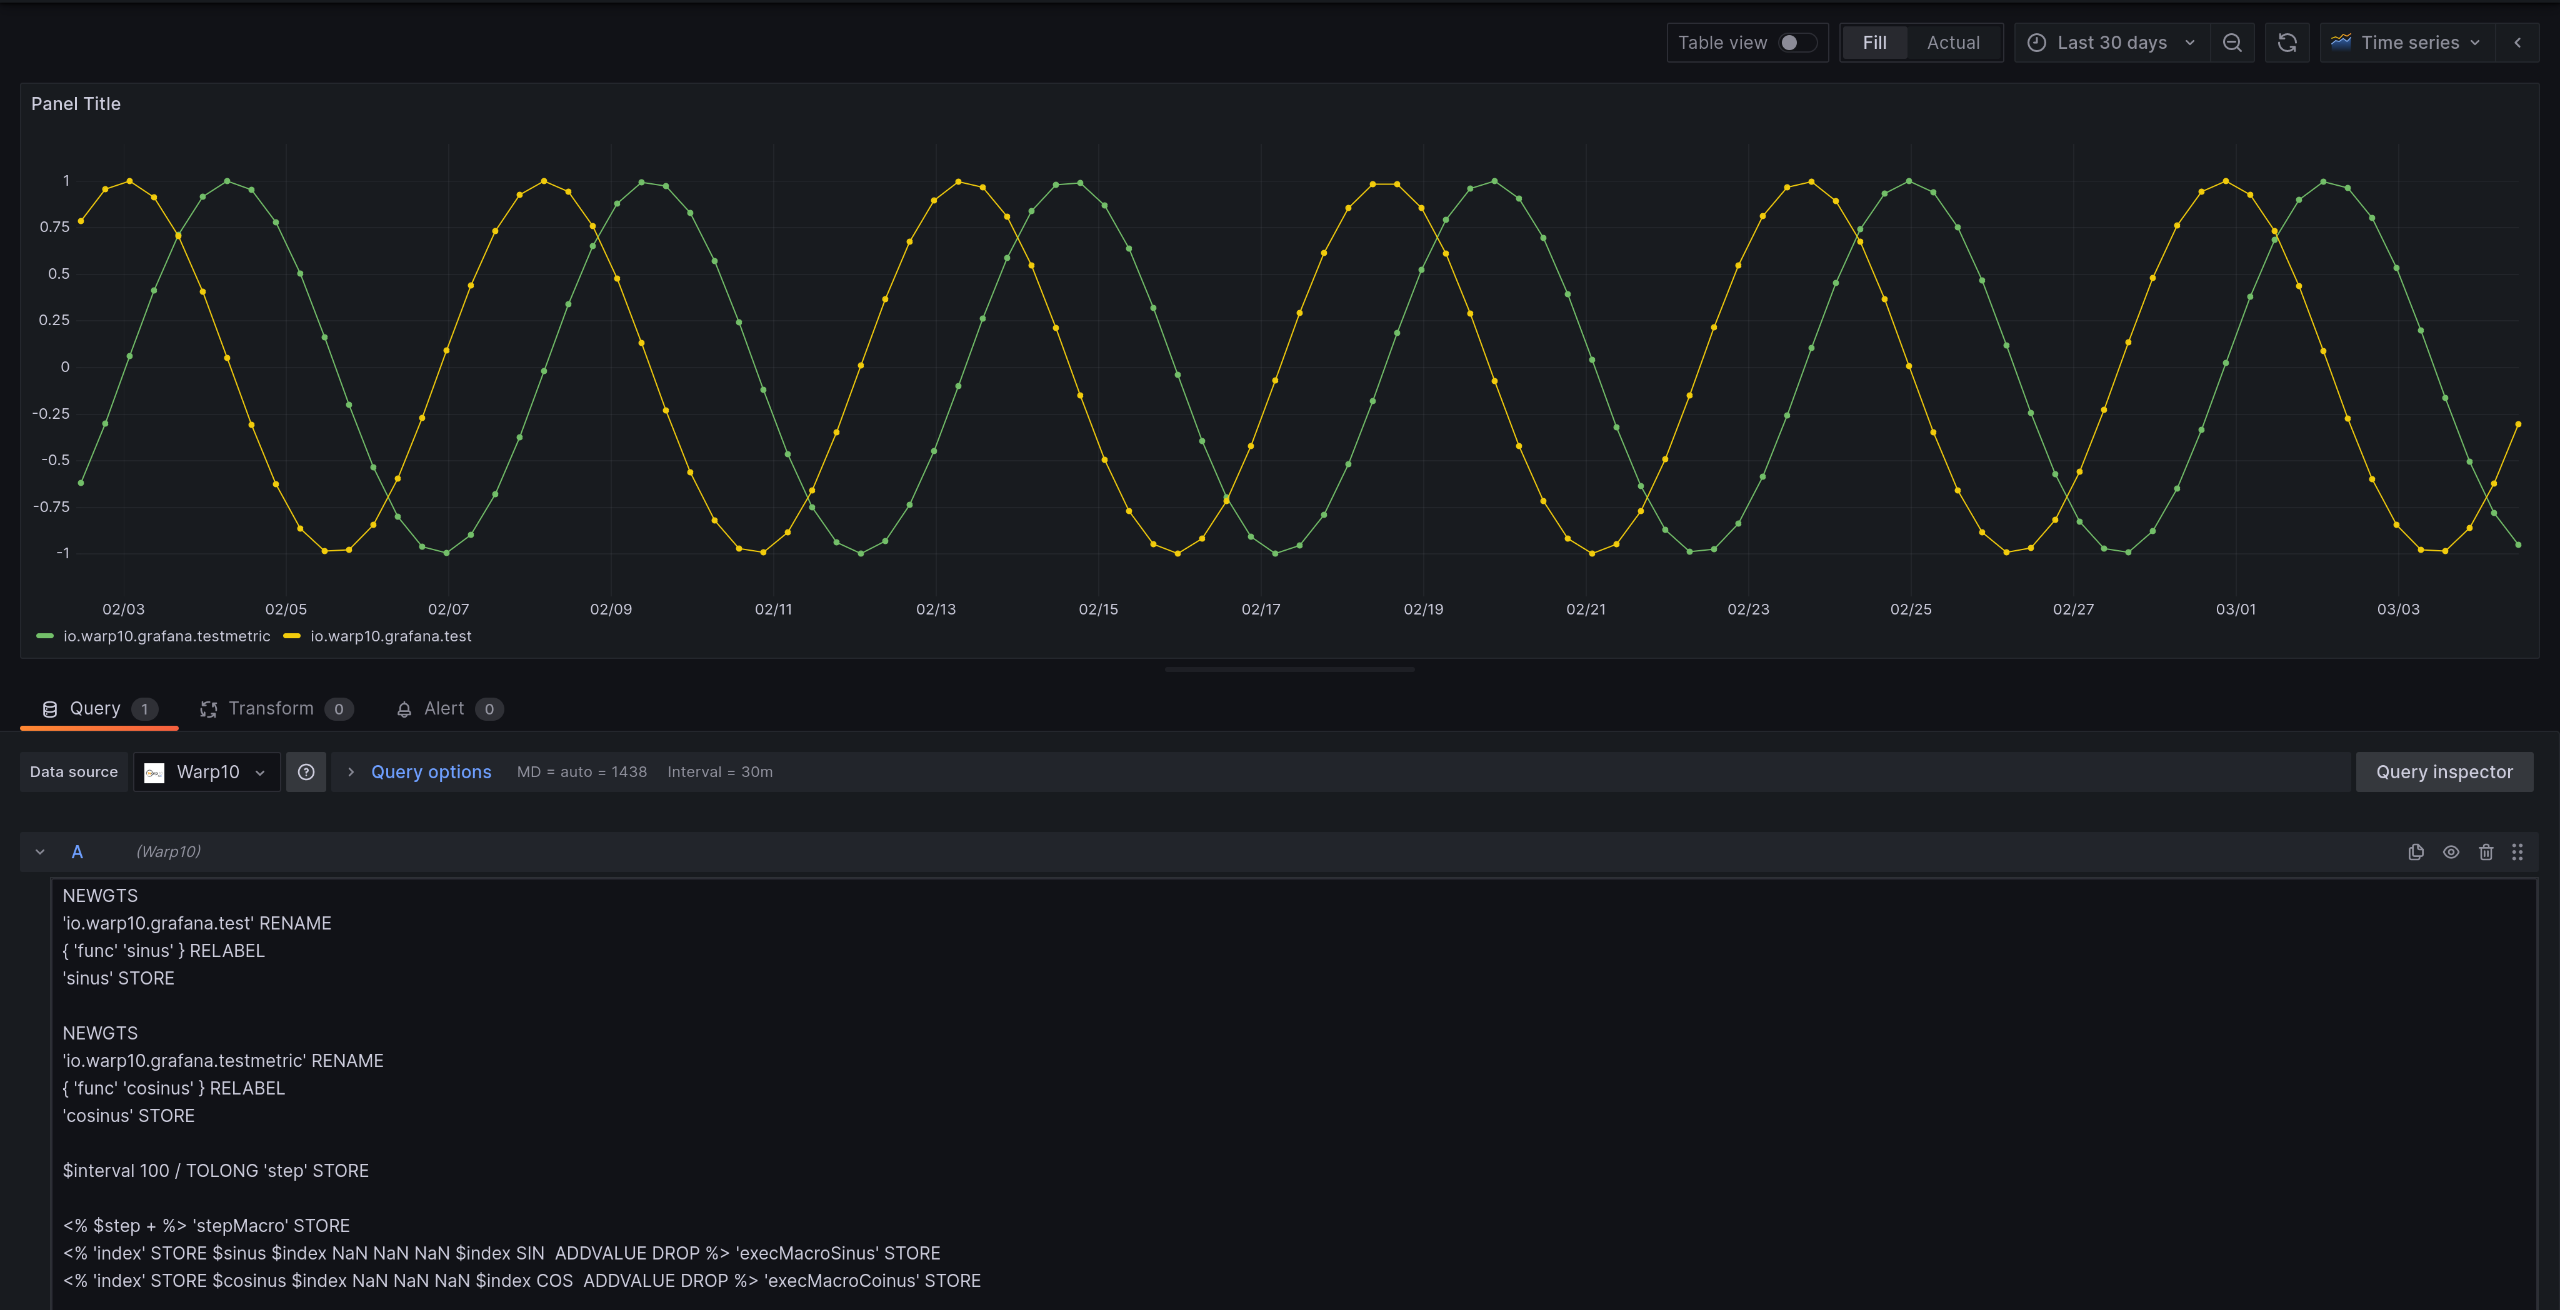 Table view Fill Actual Last 30 days Time series
Panel Title
1
0.75
0.5
0.25
0
-0.25
-0.5
-0.75
-1
02/03 02/05 02/07 02/09 02/11 02/13 02/15 02/17 02/19 02/21 02/23 02/25 02/27 03/01 03/03
io.warp10.grafana.testmetric io.warp10.grafana.test
Query 1 Transform 0 Alert 0
Data source Warp10 Query options MD = auto = 1438 Interval = 30m Query inspector
A (Warp10)
NEWGTS
'io.warp10.grafana.test' RENAME
{ 'func' 'sinus' } RELABEL
'sinus' STORE
NEWGTS
'io.warp10.grafana.testmetric' RENAME
{ 'func' 'cosinus' } RELABEL
'cosinus' STORE
$interval 100 / TOLONG 'step' STORE
<% $step + %> 'stepMacro' STORE
<% 'index' STORE $sinus $index NaN NaN NaN $index SIN  ADDVALUE DROP %> 'execMacroSinus' STORE
<% 'index' STORE $cosinus $index NaN NaN NaN $index COS  ADDVALUE DROP %> 'execMacroCoinus' STORE